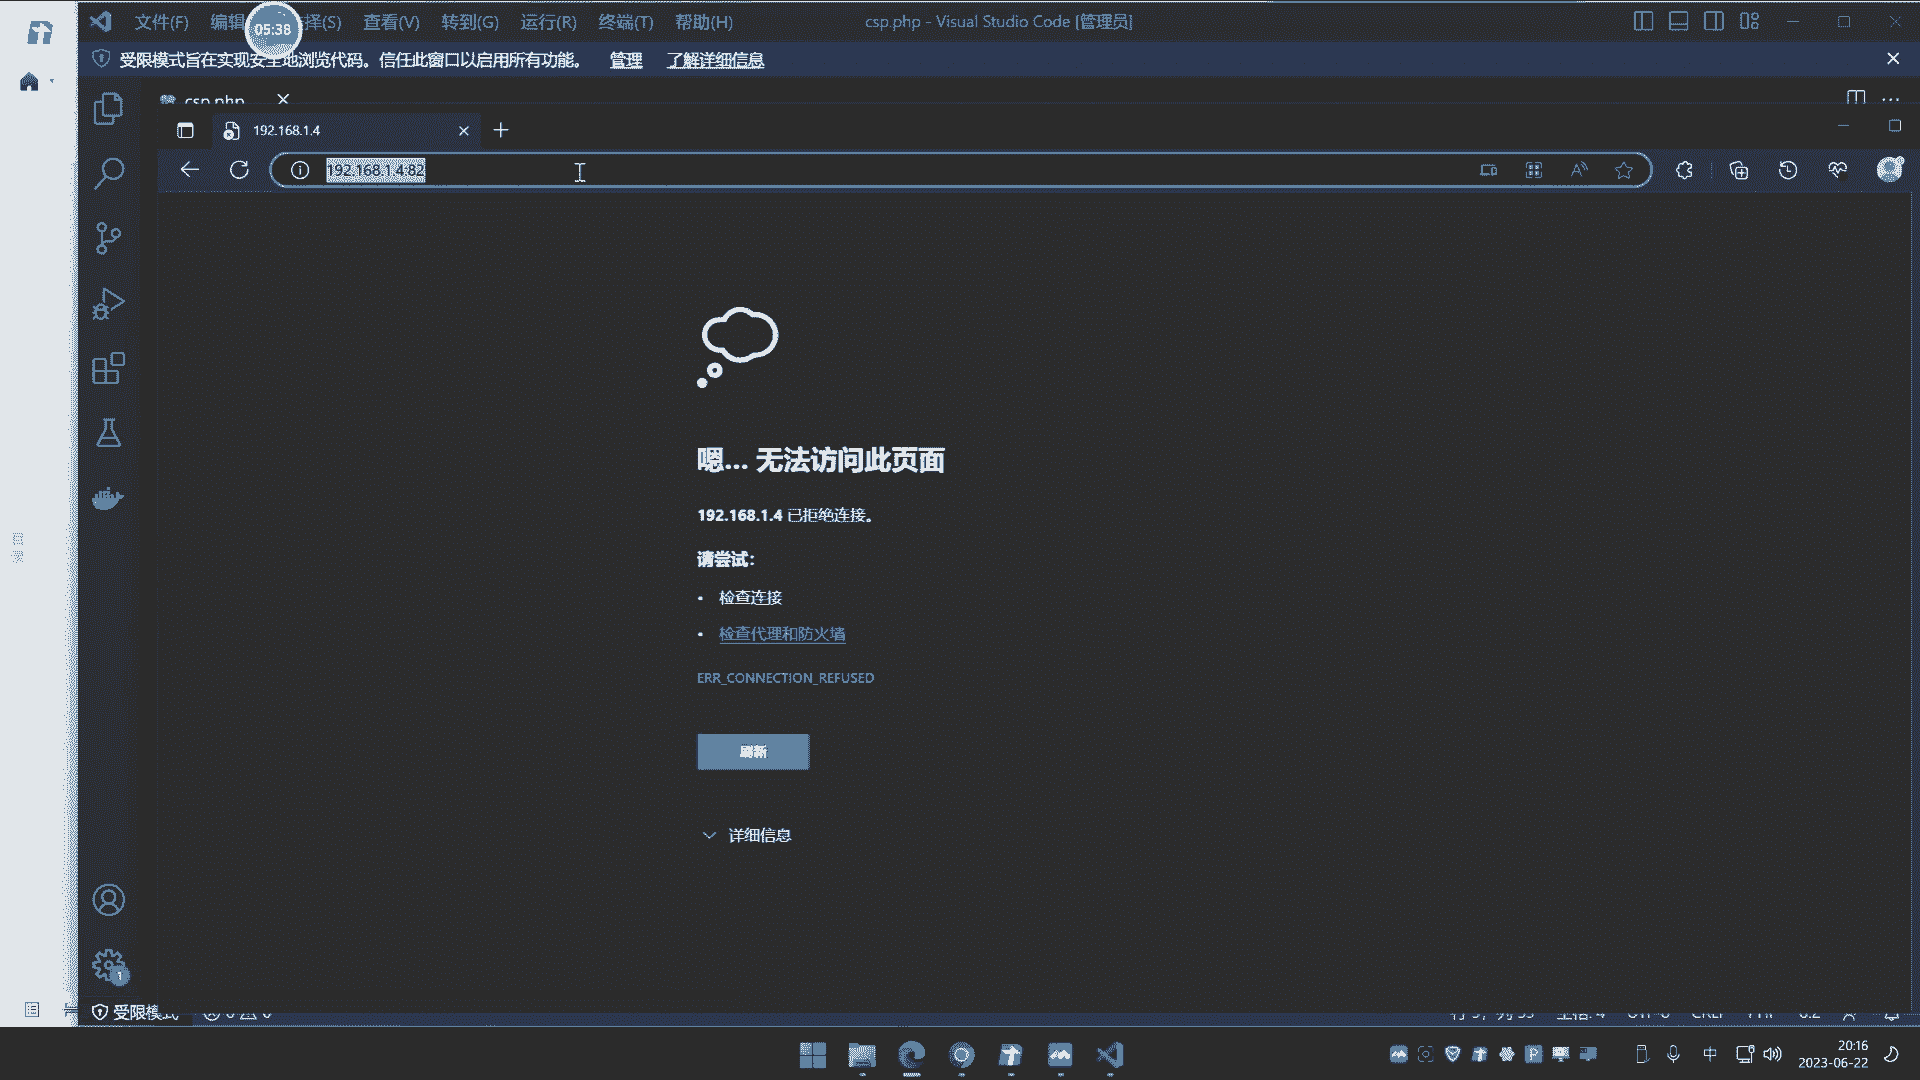 文件(F) 编辑 选择(S) 查看(V) 转到(G) 运行(R) 终端(T) 帮助(H)
csp.php - Visual Studio Code [管理员]
05:38
受限模式旨在实现安全地浏览代码。信任此窗口以启用所有功能。 管理 了解详细信息
csp.php
192.168.1.4
192.168.1.4:82
嗯… 无法访问此页面
192.168.1.4 已拒绝连接。
请尝试:
• 检查连接
• 检查代理和防火墙
ERR_CONNECTION_REFUSED
刷新
详细信息
1
受限模式
中
20:16
2023-06-22